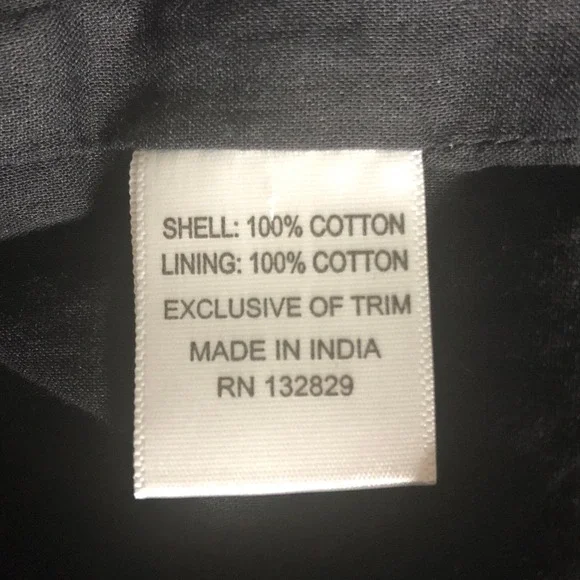 SHELL: 100% COTTON
LINING: 100% COTTON
EXCLUSIVE OF TRIM
MADE IN INDIA
RN 132829